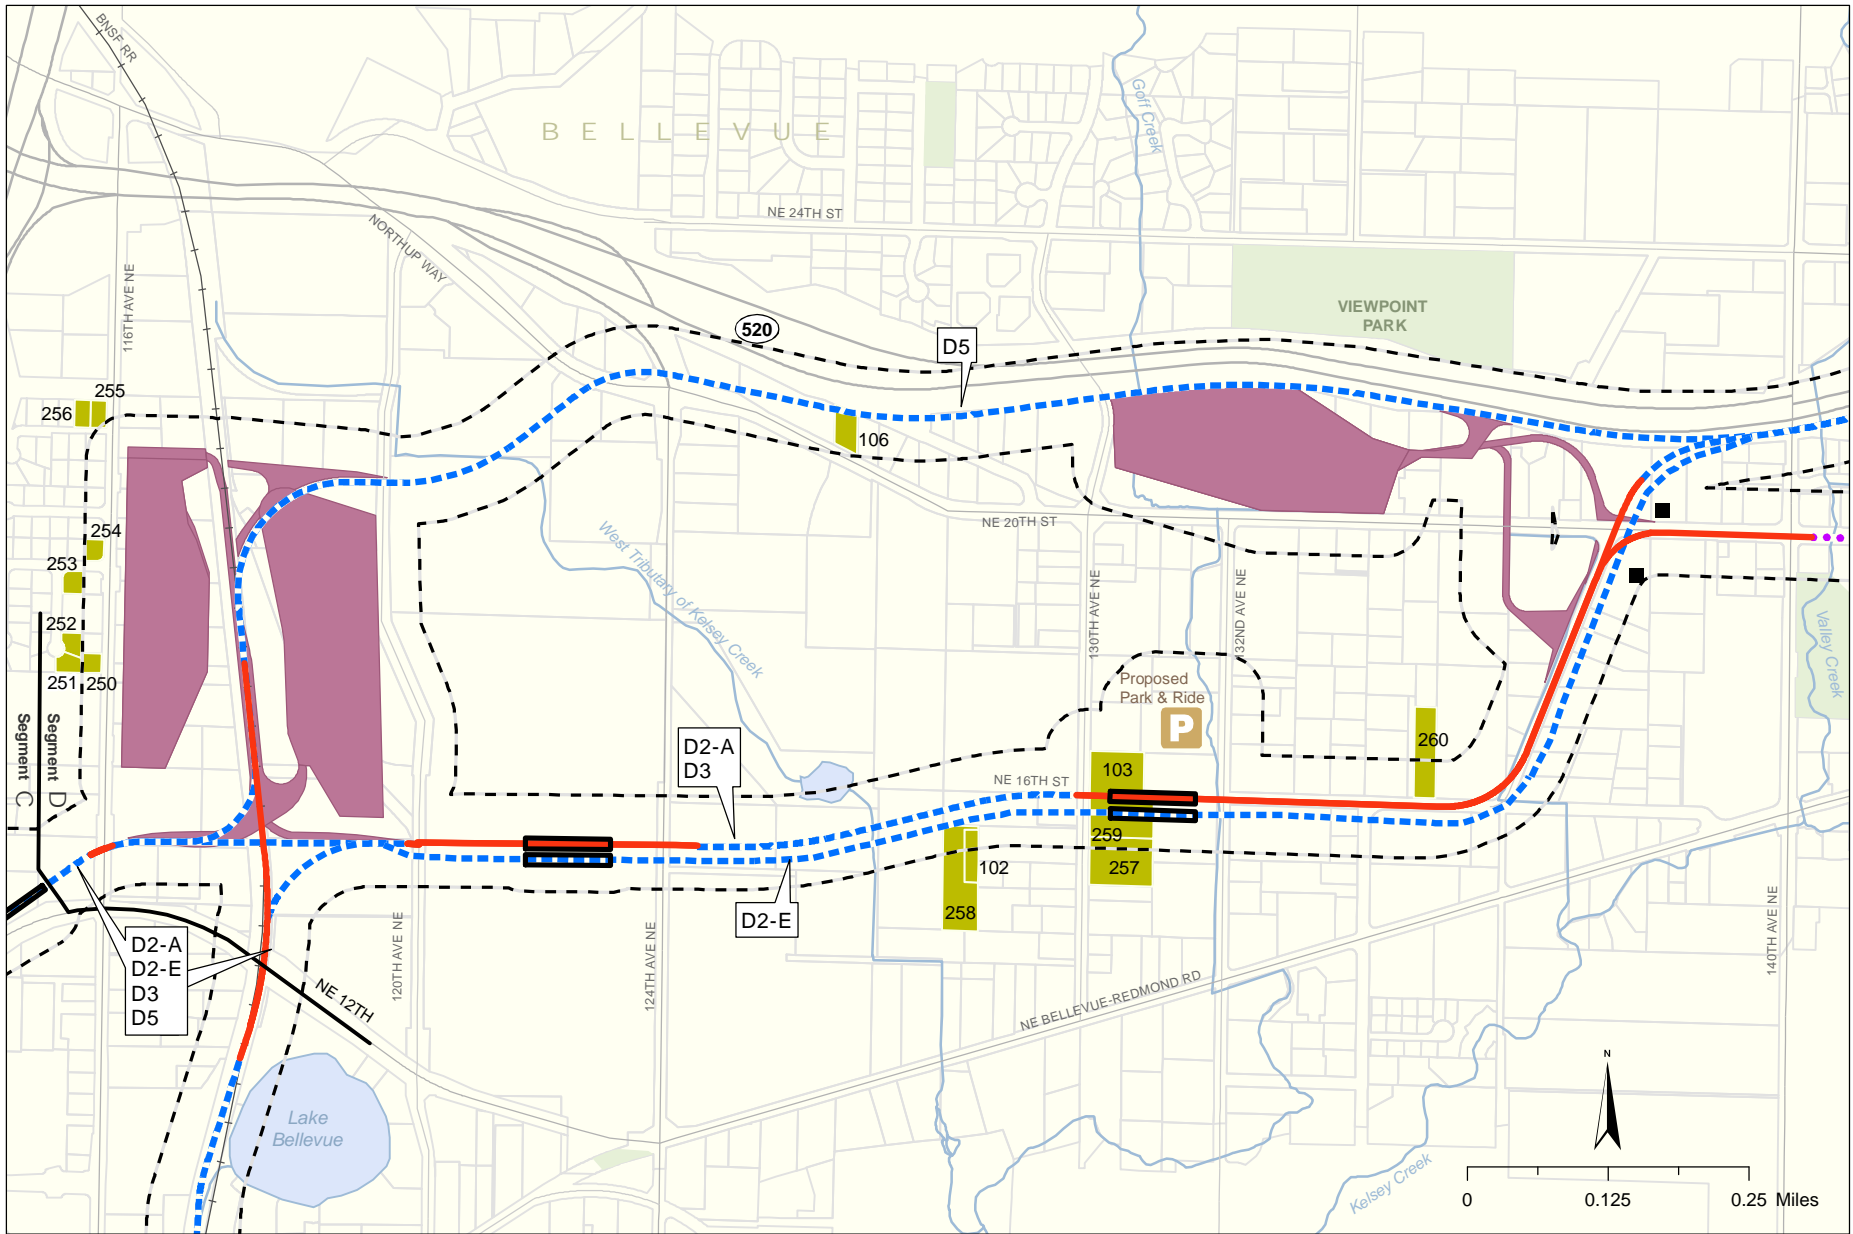 BNSF RR
BELLEVUE
Goff Creek
NE 24TH ST
NORTHUP WAY
116TH AVE NE
VIEWPOINT
PARK
520
D5
255
256
106
NE 20TH ST
254
253
252
251
250
West Tributary of Kelsey Creek
130TH AVE NE
132ND AVE NE
Valley Creek
Proposed
Park & Ride
P
Segment C
Segment D
D2-A
D3
260
103
NE 16TH ST
259
257
102
258
D2-E
D2-A
D2-E
D3
D5
NE 12TH
120TH AVE NE
124TH AVE NE
140TH AVE NE
NE BELLEVUE-REDMOND RD
Lake
Bellevue
Kelsey Creek
N
0 0.125 0.25 Miles